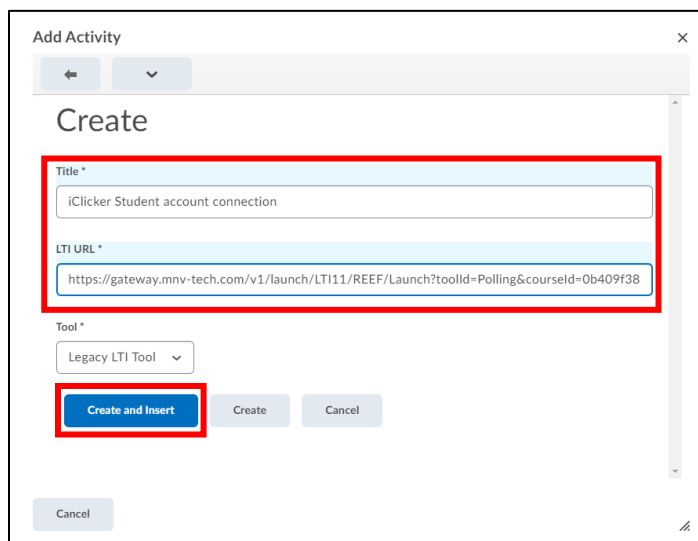 Add Activity
Create
Title *
iClicker Student account connection
LTI URL *
https://gateway.mnv-tech.com/v1/launch/LTI11/REEF/Launch?toolId=Polling&courseId=0b409f38
Tool *
Legacy LTI Tool
Create and Insert Create Cancel
Cancel